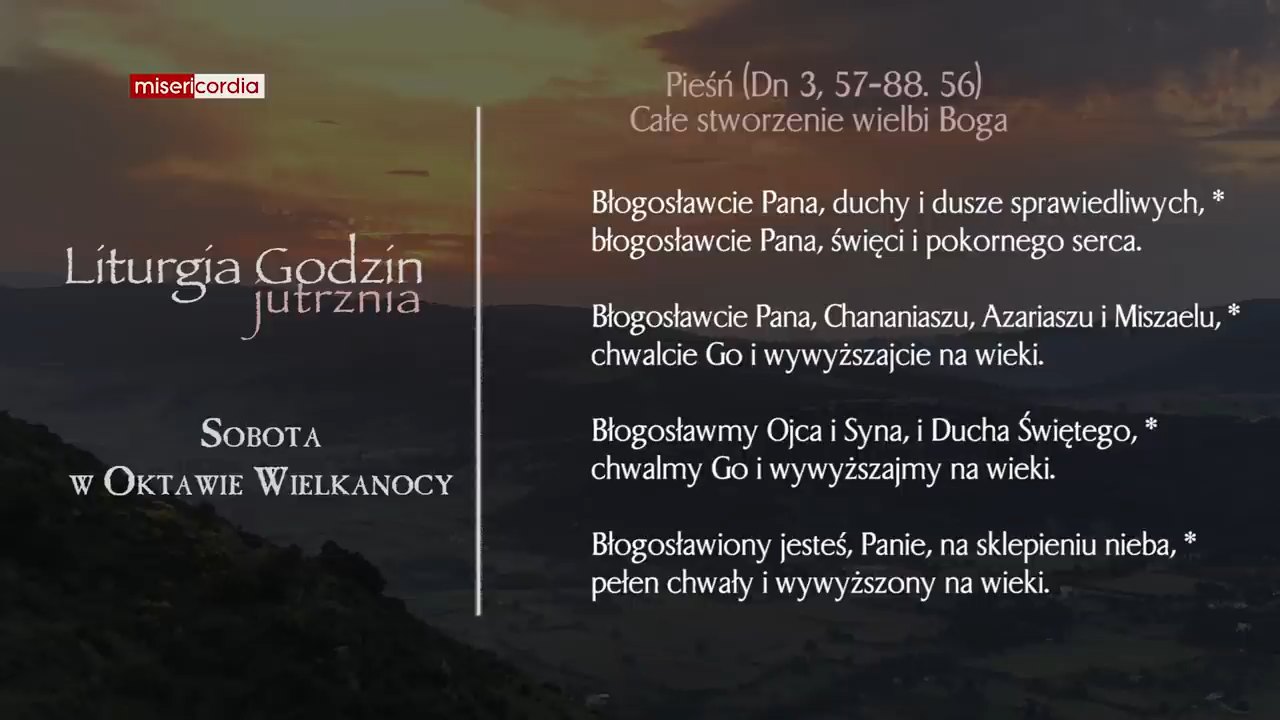 misericordia
Liturgia Godzin
jutrznia
Sobota
w Oktawie Wielkanocy
Pieśń (Dn 3, 57-88. 56)
Całe stworzenie wielbi Boga
Błogosławcie Pana, duchy i dusze sprawiedliwych, *
błogosławcie Pana, święci i pokornego serca.
Błogosławcie Pana, Chananiaszu, Azariaszu i Miszaelu, *
chwalcie Go i wywyższajcie na wieki.
Błogosławmy Ojca i Syna, i Ducha Świętego, *
chwalmy Go i wywyższajmy na wieki.
Błogosławiony jesteś, Panie, na sklepieniu nieba, *
pełen chwały i wywyższony na wieki.